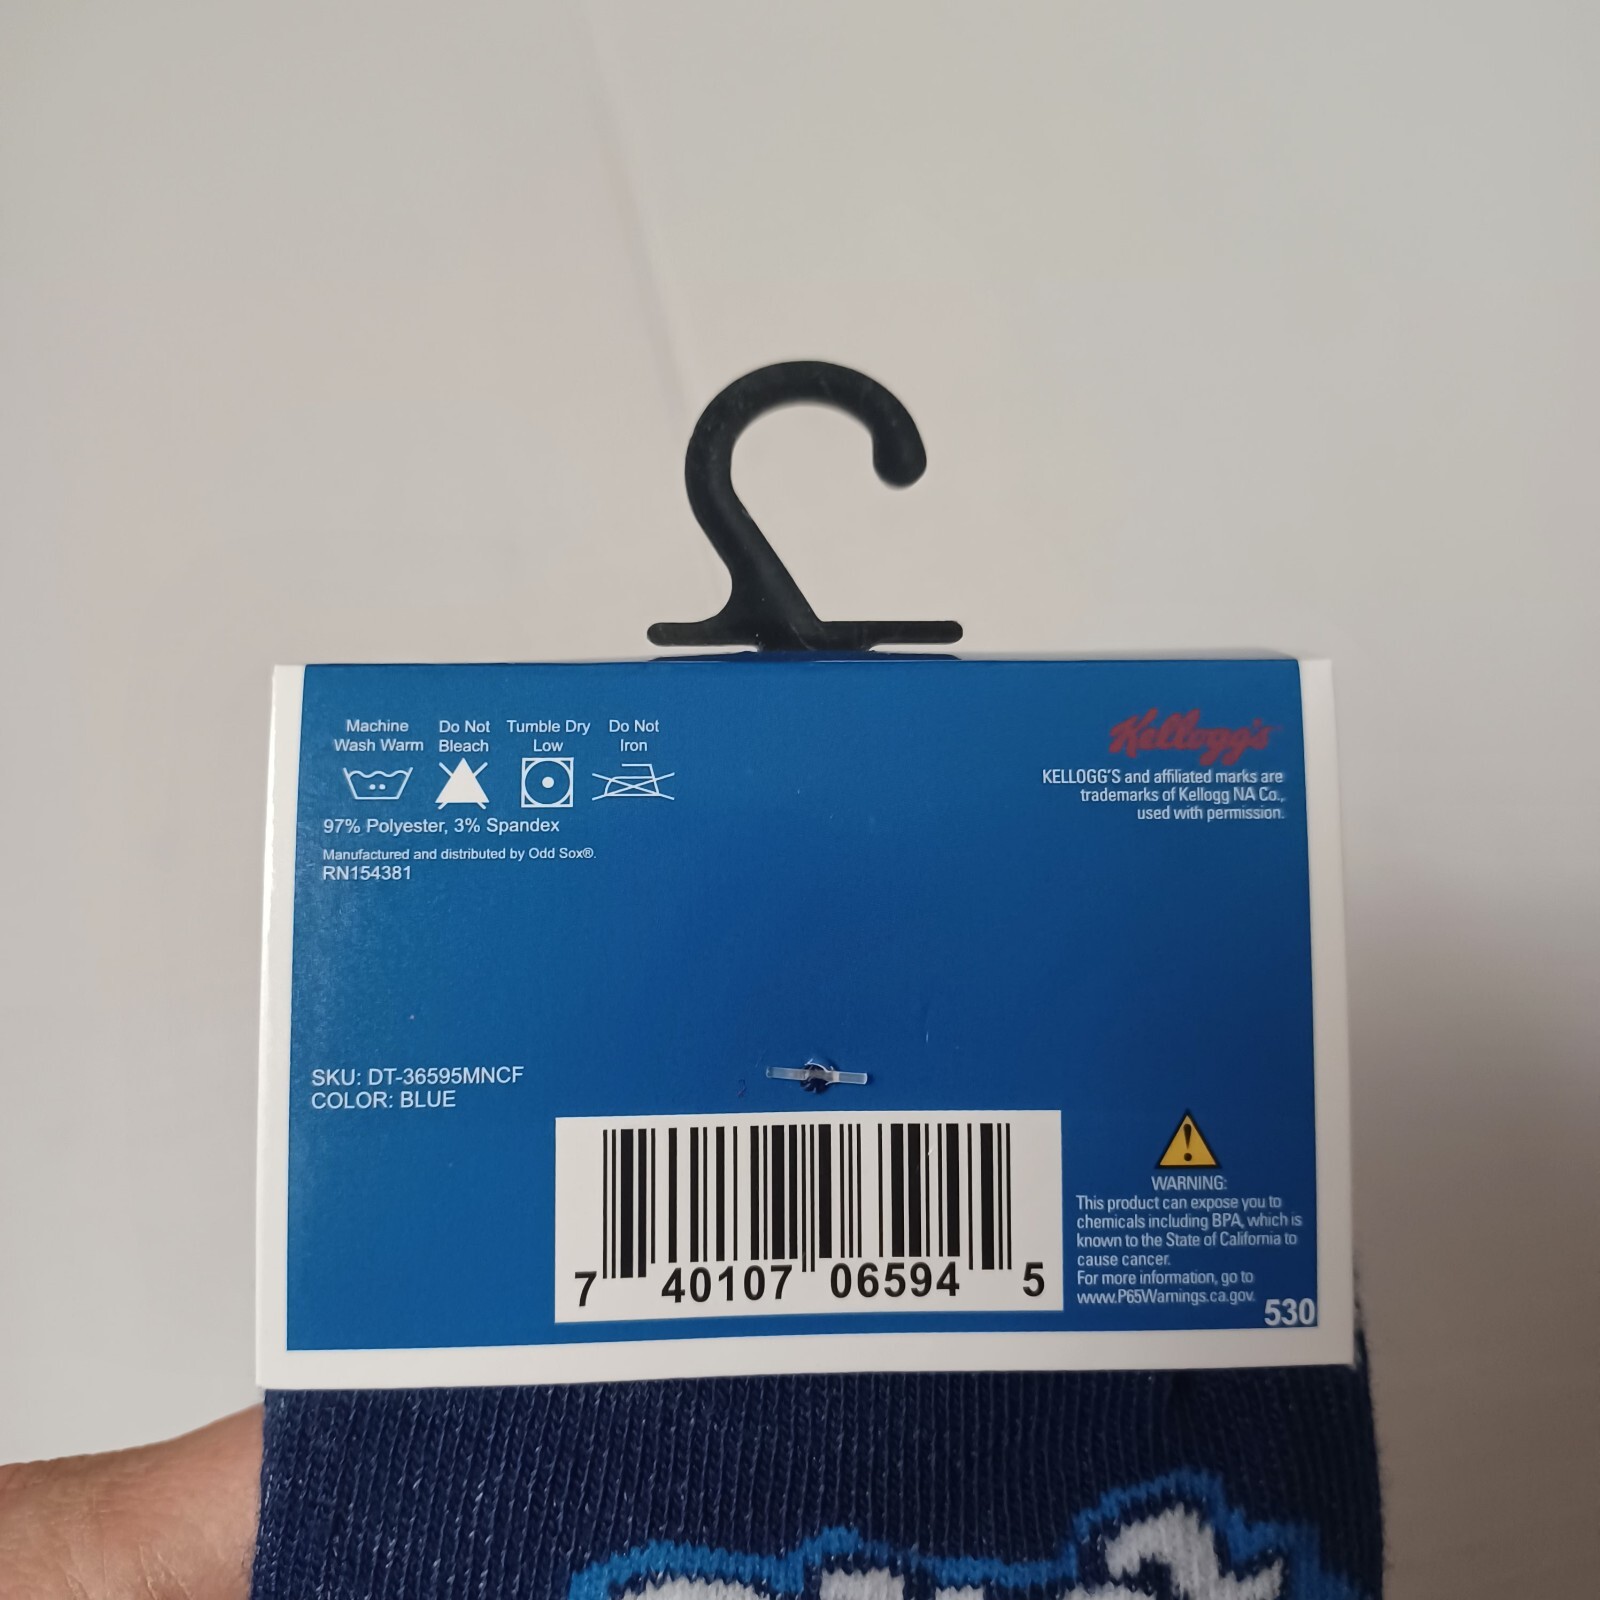 Machine Wash Warm
Do Not Bleach
Tumble Dry Low
Do Not Iron
97% Polyester, 3% Spandex
Manufactured and distributed by Odd Sox®.
RN154381
Kellogg's
KELLOGG'S and affiliated marks are
trademarks of Kellogg NA Co.,
used with permission.
SKU: DT-36595MNCF
COLOR: BLUE
7 40107 06594 5
WARNING:
This product can expose you to
chemicals including BPA, which is
known to the State of California to
cause cancer.
For more information, go to
www.P65Warnings.ca.gov.
530